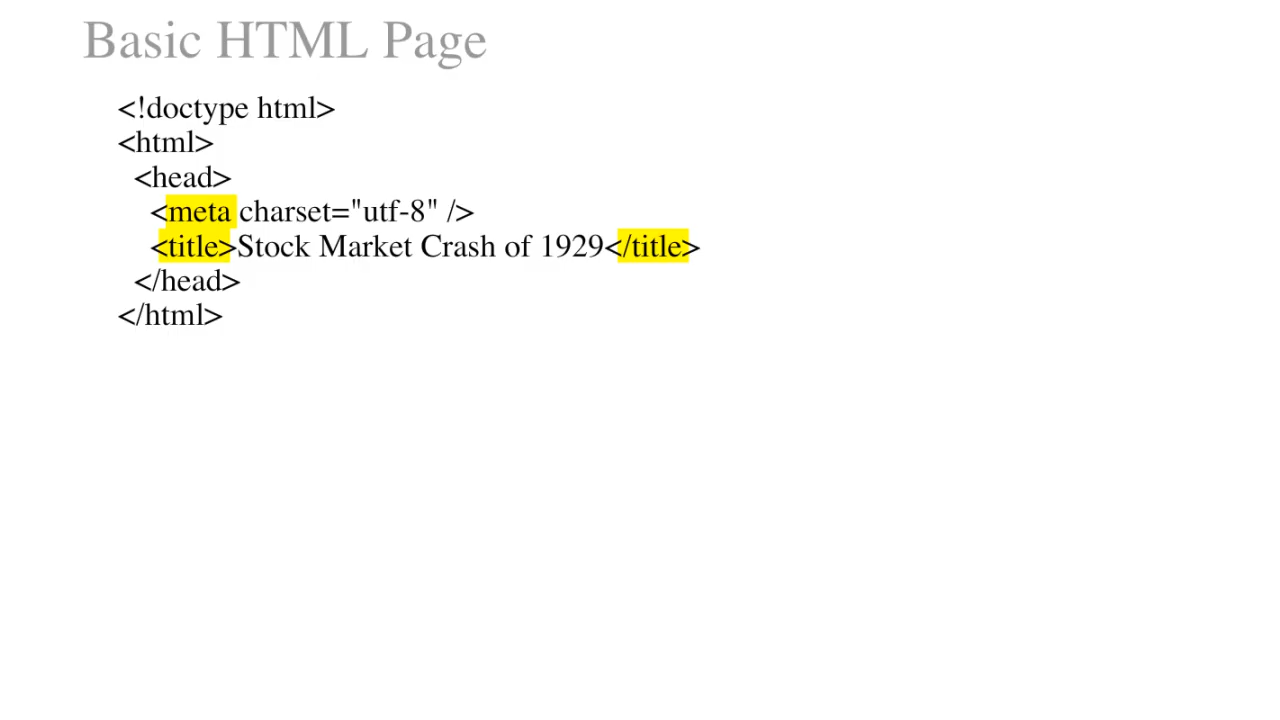 Basic HTML Page
<!doctype html>
<html>
<head>
<meta charset="utf-8" />
<title>Stock Market Crash of 1929</title>
</head>
</html>